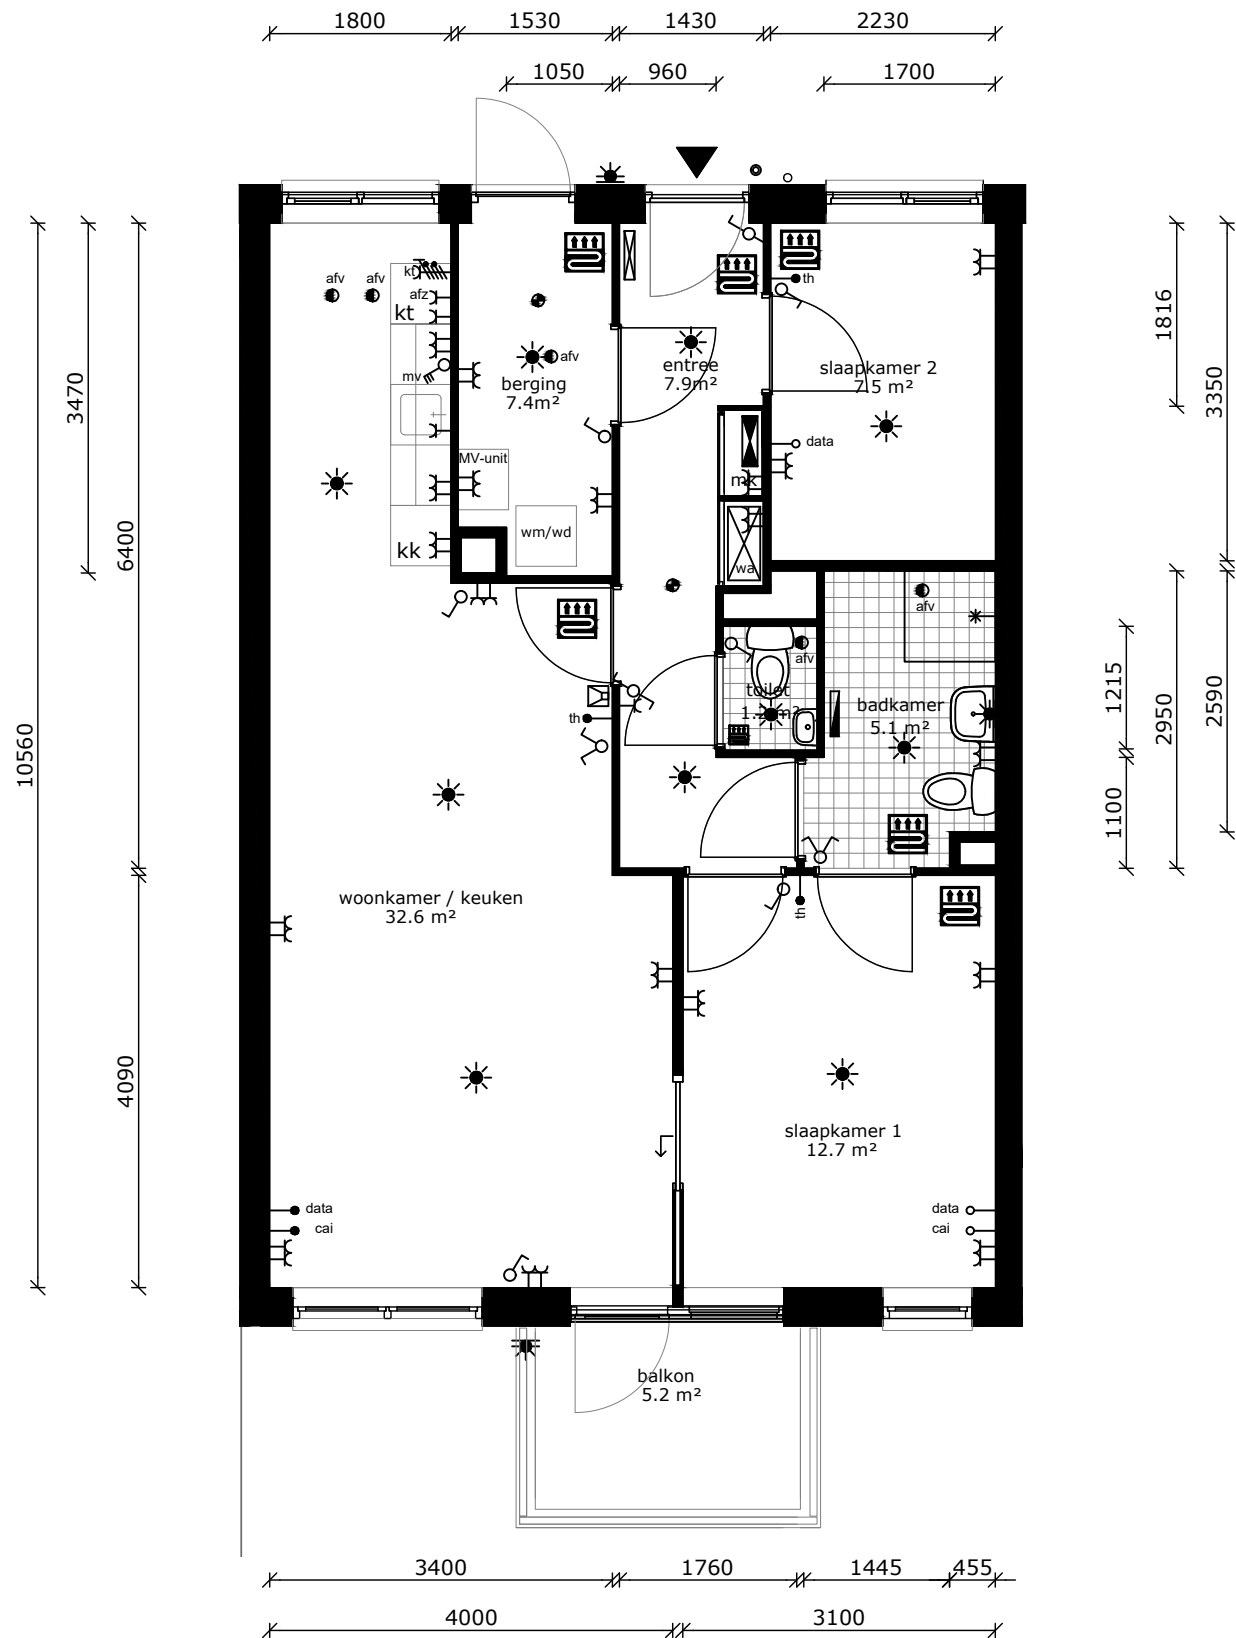 1800
1530
1430
2230
1050
960
1700
kt
afv
afv
afz
kt
th
afv
mv
berging
7.4m²
entree
7.9m²
slaapkamer 2
7.5 m²
data
MV-unit
mk
wm/wd
kk
wa
afv
afv
toilet
badkamer
5.1 m²
th
woonkamer / keuken
32.6 m²
th
slaapkamer 1
12.7 m²
data
cai
data
cai
balkon
5.2 m²
10560
3470
6400
4090
1816
3350
1215
2950
2590
1100
3400
1760
1445
455
4000
3100